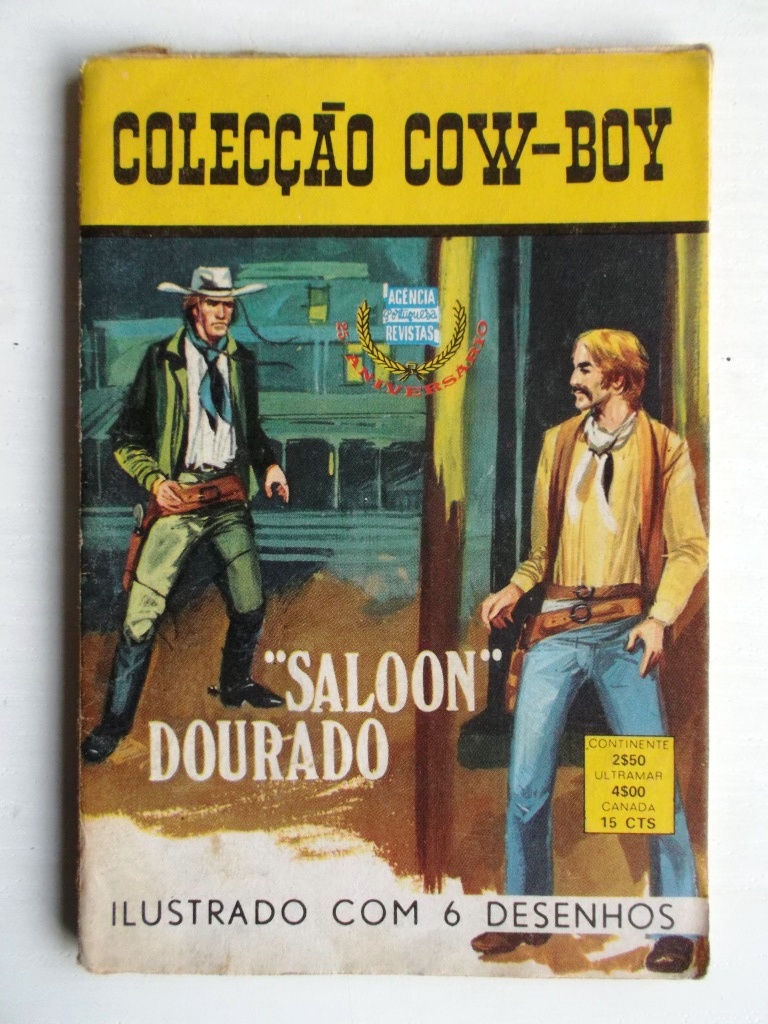 COLECÇÃO COW-BOY
AGÊNCIA
Portuguesa
REVISTAS
ANIVERSÁRIO
"SALOON"
DOURADO
CONTINENTE
2$50
ULTRAMAR
4$00
CANADA
15 CTS
ILUSTRADO COM 6 DESENHOS